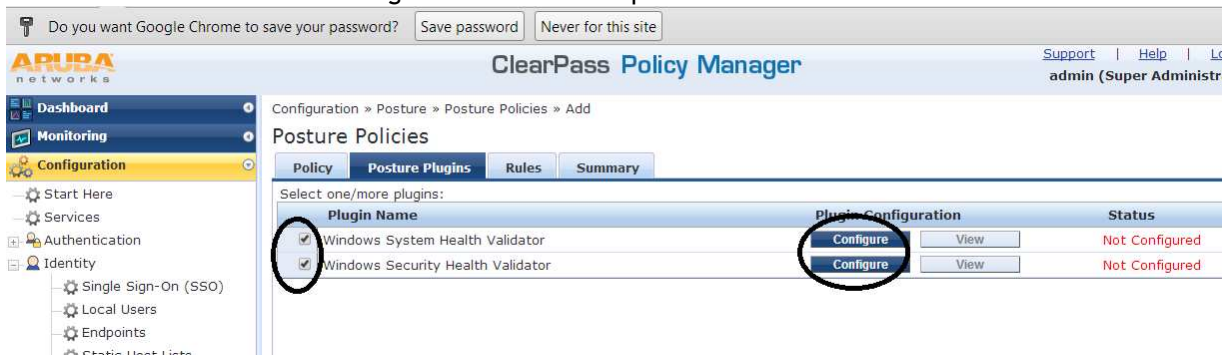 Do you want Google Chrome to save your password? Save password Never for this site
ARUBA networks
ClearPass Policy Manager
Support | Help |
admin (Super
Dashboard
Monitoring
Configuration
Start Here
Services
Authentication
Identity
Single Sign-On (SSO)
Local Users
Endpoints
Configuration » Posture » Posture Policies » Add
Posture Policies
Policy Posture Plugins Rules Summary
Select one/more plugins:
Plugin Name Plugin Configuration Status
Windows System Health Validator Configure View Not Configured
Windows Security Health Validator Configure View Not Configured